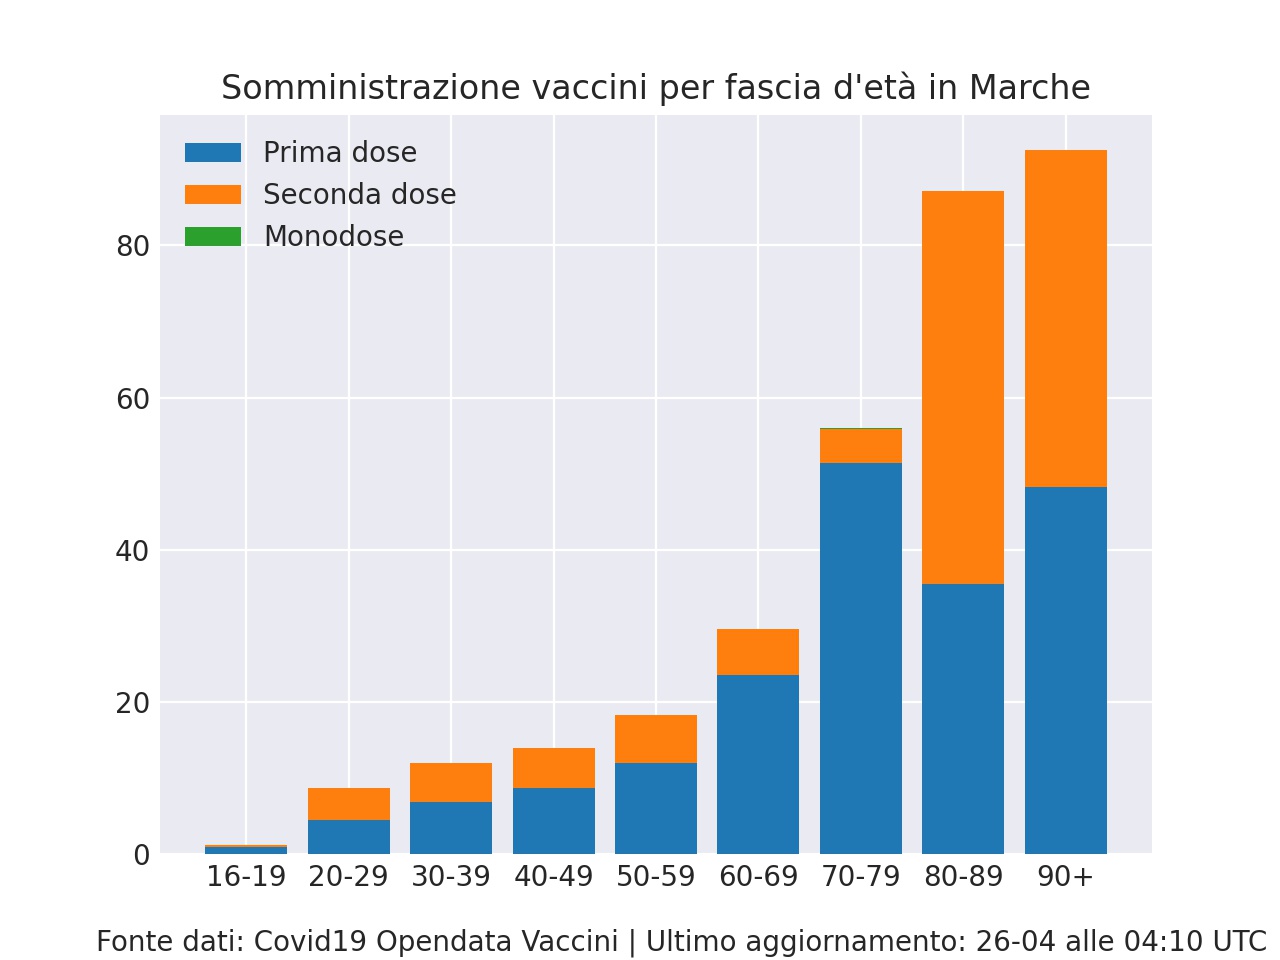 Somministrazione vaccini per fascia d'età in Marche
Prima dose
Seconda dose
Monodose
80
60
40
20
0
16-19 20-29 30-39 40-49 50-59 60-69 70-79 80-89 90+
Fonte dati: Covid19 Opendata Vaccini | Ultimo aggiornamento: 26-04 alle 04:10 UTC